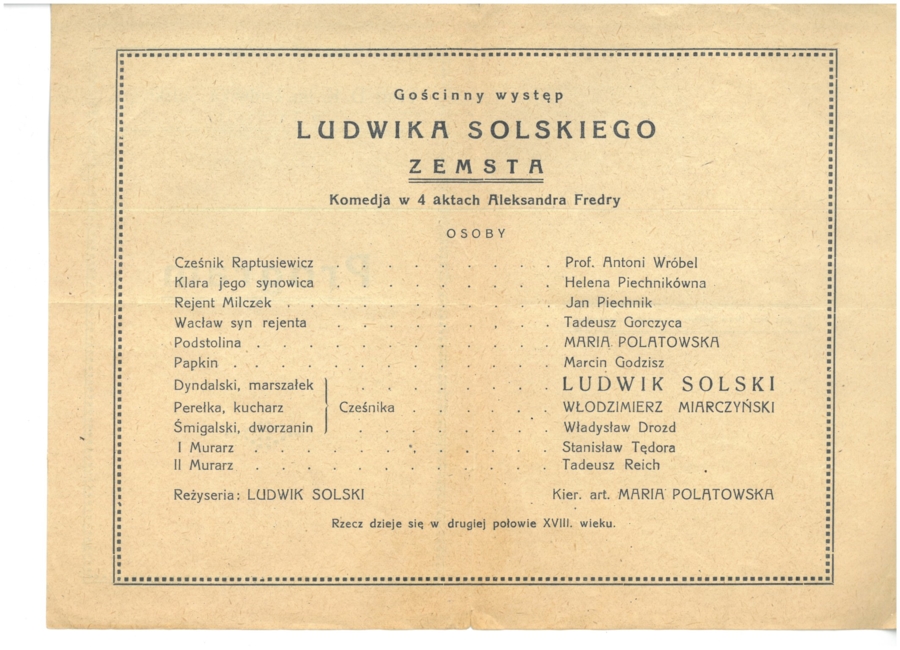 Gościnny występ
LUDWIKA SOLSKIEGO
ZEMSTA
Komedja w 4 aktach Aleksandra Fredry
OSOBY
Cześnik Raptusiewicz . . . . . . . . . Prof. Antoni Wróbel
Klara jego synowica . . . . . . . . . Helena Piechnikówna
Rejent Milczek . . . . . . . . . . . Jan Piechnik
Wacław syn rejenta . . . . . . . . . Tadeusz Gorczyca
Podstolina . . . . . . . . . . . . MARIA POLATOWSKA
Papkin . . . . . . . . . . . . . Marcin Godzisz
Dyndalski, marszałek . . . . . . . . LUDWIK SOLSKI
Perełka, kucharz Cześnika . . . . . . WŁODZIMIERZ MIARCZYŃSKI
Śmigalski, dworzanin . . . . . . . . Władysław Drozd
I Murarz . . . . . . . . . . . . Stanisław Tędora
II Murarz . . . . . . . . . . . . Tadeusz Reich
Reżyseria: LUDWIK SOLSKI Kier. art. MARIA POLATOWSKA
Rzecz dzieje się w drugiej połowie XVIII. wieku.